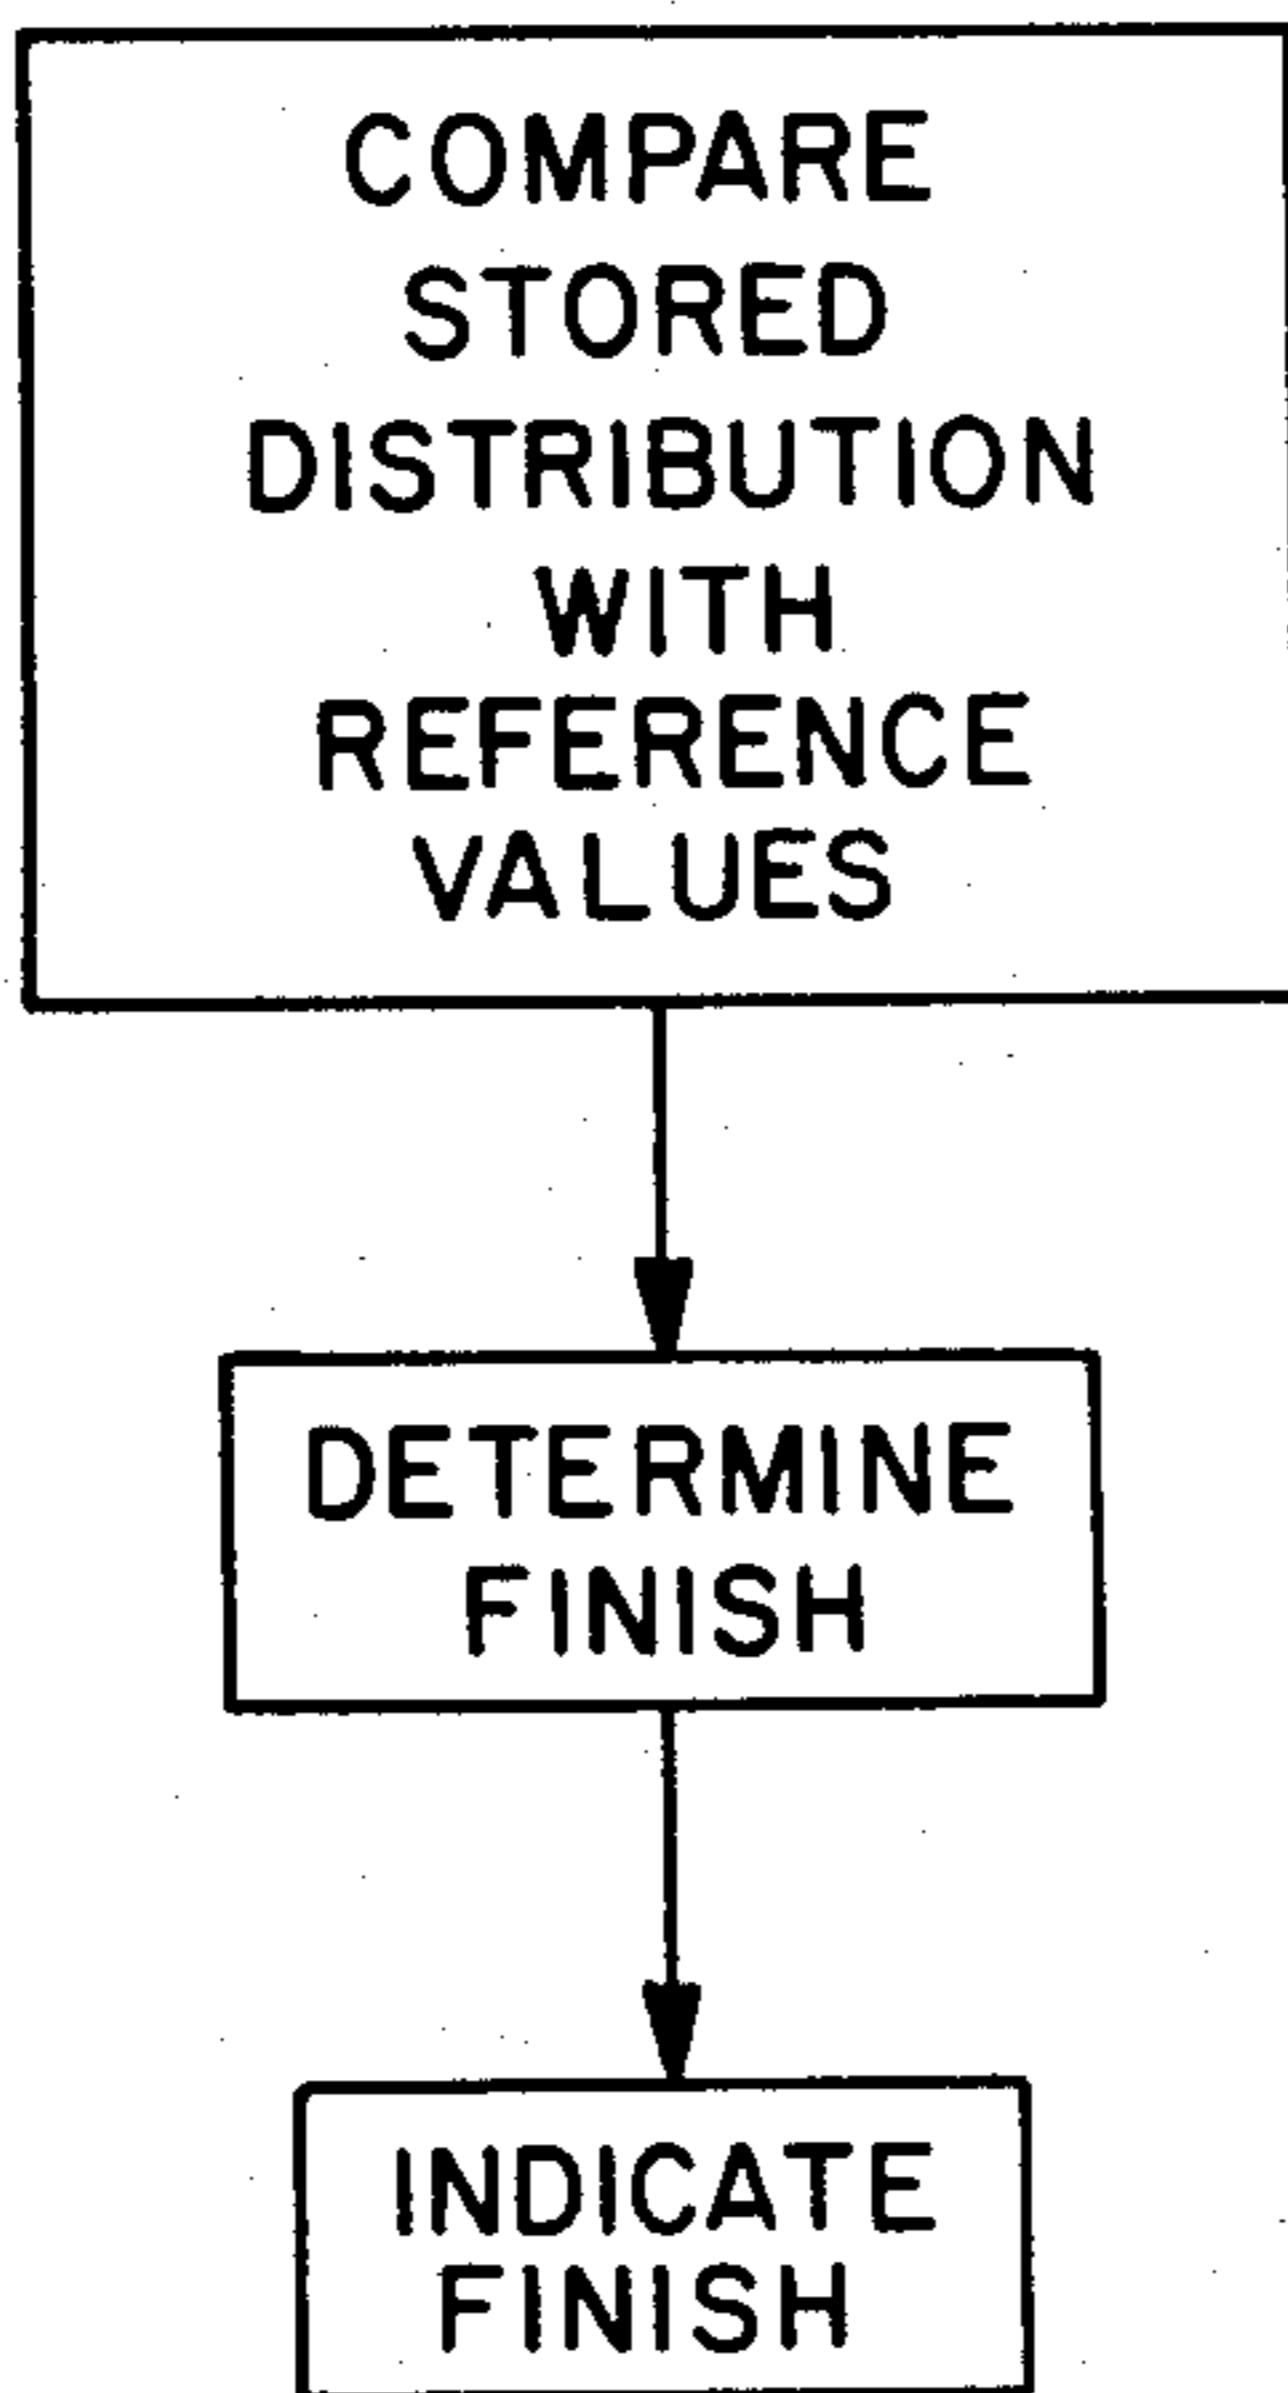 COMPARE
STORED
DISTRIBUTION
WITH
REFERENCE
VALUES
DETERMINE
FINISH
INDICATE
FINISH